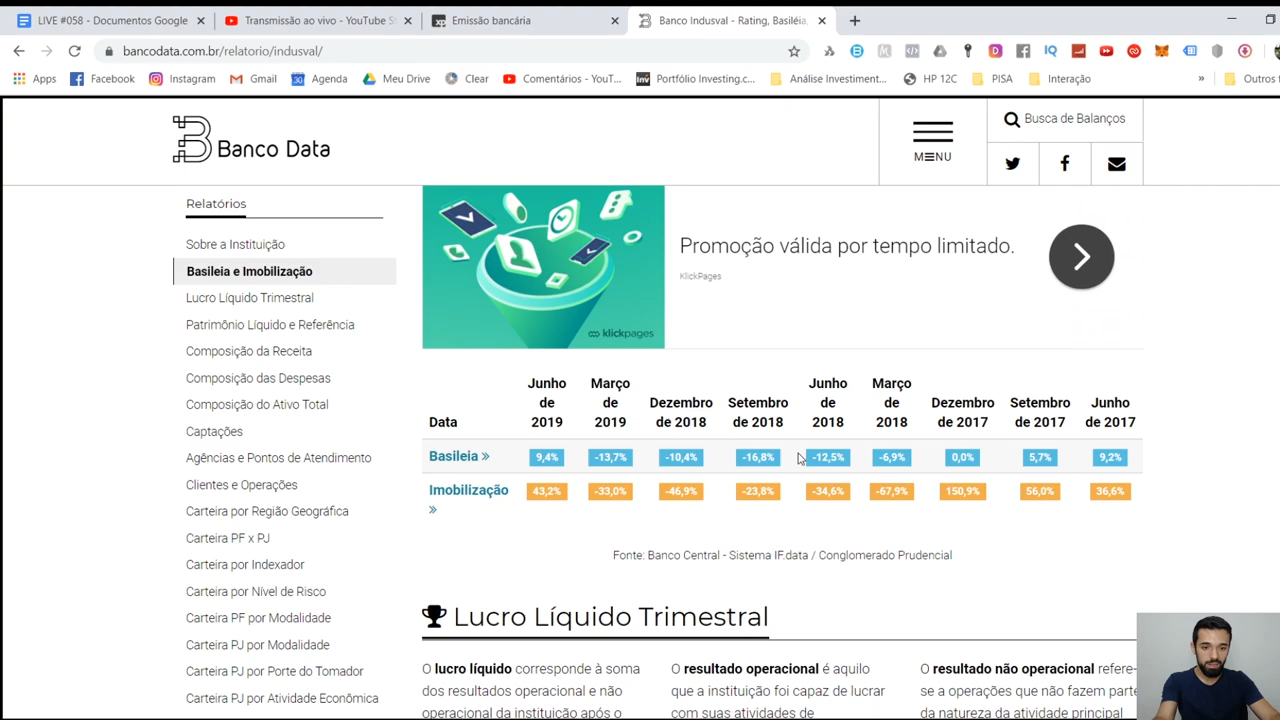 LIVE #058 - Documentos Google
Transmissão ao vivo - YouTube S
xp
Emissão bancária
Banco Indusval - Rating, Basiléia,
bancodata.com.br/relatorio/indusval/
Apps
Facebook
Instagram
Gmail
Agenda
Meu Drive
Clear
Comentários - YouT...
Inv
Portfólio Investing.c...
Análise Investiment...
HP 12C
PISA
Interação
»
Outros f
Banco Data
MENU
Busca de Balanços
Relatórios
Sobre a Instituição
Basileia e Imobilização
Lucro Líquido Trimestral
Patrimônio Líquido e Referência
Composição da Receita
Composição das Despesas
Composição do Ativo Total
Captações
Agências e Pontos de Atendimento
Clientes e Operações
Carteira por Região Geográfica
Carteira PF x PJ
Carteira por Indexador
Carteira por Nível de Risco
Carteira PF por Modalidade
Carteira PJ por Modalidade
Carteira PJ por Porte do Tomador
Carteira PJ por Atividade Econômica
klickpages
Promoção válida por tempo limitado.
KlickPages
Data Junho de 2019 Março de 2019 Dezembro de 2018 Setembro de 2018 Junho de 2018 Março de 2018 Dezembro de 2017 Setembro de 2017 Junho de 2017
Basileia » 9,4% -13,7% -10,4% -16,8% -12,5% -6,9% 0,0% 5,7% 9,2%
Imobilização » 43,2% -33,0% -46,9% -23,8% -34,6% -67,9% 150,9% 56,0% 36,6%
Fonte: Banco Central - Sistema IF.data / Conglomerado Prudencial
Lucro Líquido Trimestral
O lucro líquido corresponde à soma
dos resultados operacional e não
operacional da instituição após o
O resultado operacional é aquilo
que a instituição foi capaz de lucrar
com suas atividades de
O resultado não operacional refere-
se a operações que não fazem parte
da natureza da atividade principal